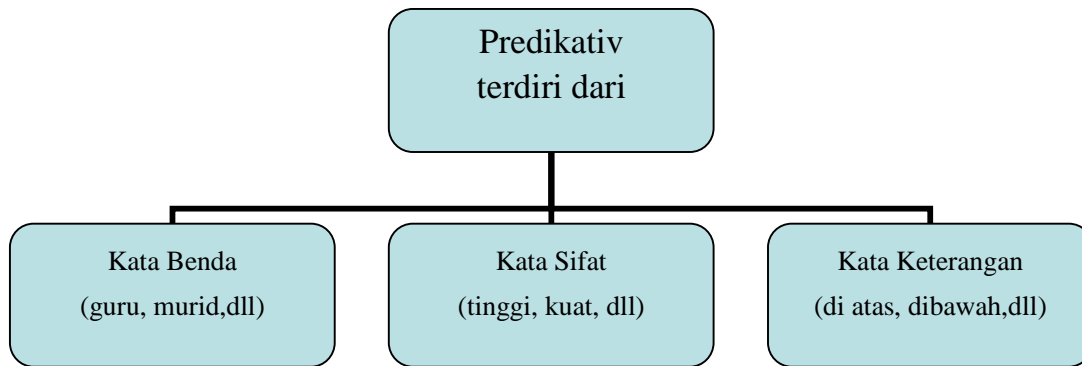 Predikativ
terdiri dari
Kata Benda
(guru, murid,dll)
Kata Sifat
(tinggi, kuat, dll)
Kata Keterangan
(di atas, dibawah,dll)